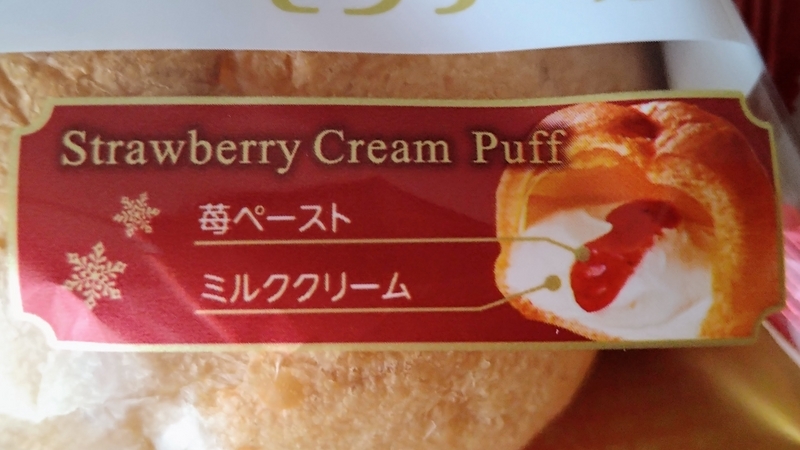 Strawberry Cream Puff
苺ペースト
ミルククリーム